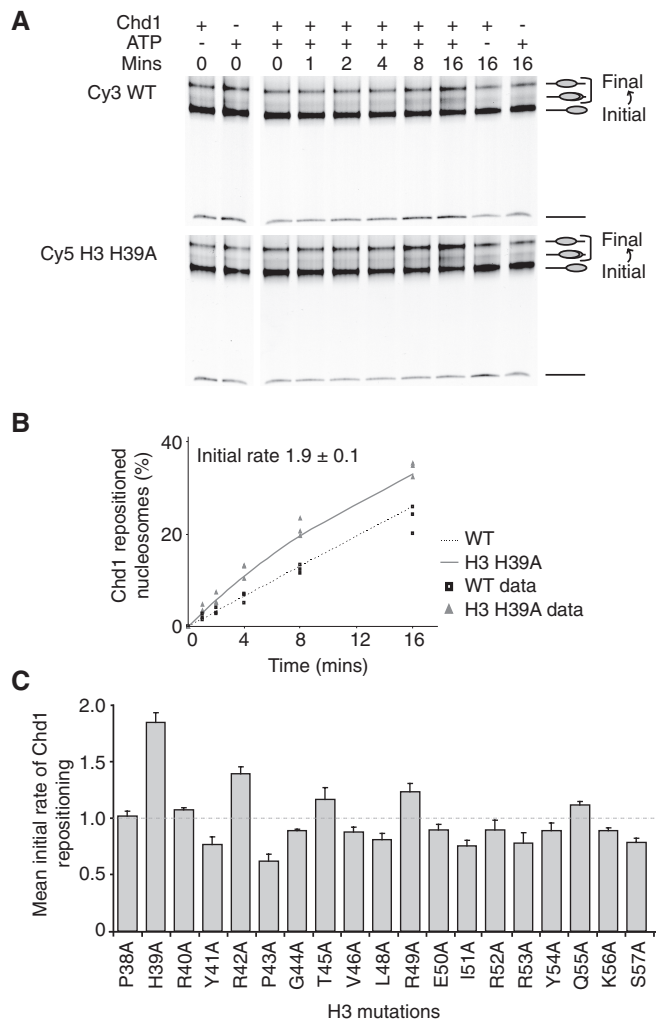 A
Chd1 + - + + + + + + + -
ATP - + + + + + + + - +
Mins 0 0 0 1 2 4 8 16 16 16
Cy3 WT
Final
Initial
Cy5 H3 H39A
Final
Initial
B
Chd1 repositioned
nucleosomes (%)
40
20
0
Initial rate 1.9 ± 0.1
0 4 8 12 16
Time (mins)
WT
H3 H39A
WT data
H3 H39A data
C
Mean initial rate of Chd1
repositioning
2.0
1.5
1.0
0.5
0
P38A
H39A
R40A
Y41A
R42A
P43A
G44A
T45A
V46A
L48A
R49A
E50A
I51A
R52A
R53A
Y54A
Q55A
K56A
S57A
H3 mutations